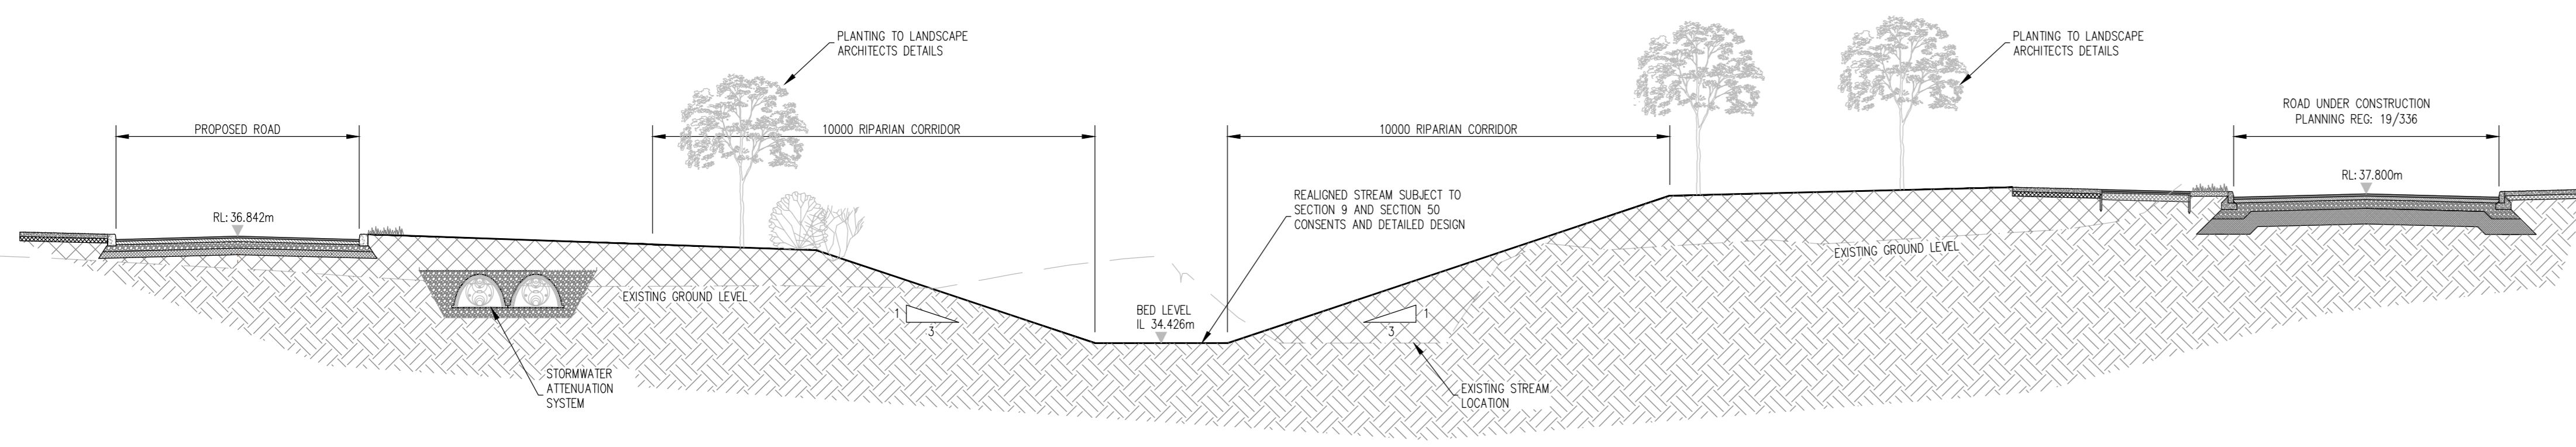 PLANTING TO LANDSCAPE
ARCHITECTS DETAILS
PLANTING TO LANDSCAPE
ARCHITECTS DETAILS
ROAD UNDER CONSTRUCTION
PLANNING REG: 19/336
PROPOSED ROAD
10000 RIPARIAN CORRIDOR
10000 RIPARIAN CORRIDOR
RL: 37.800m
REALIGNED STREAM SUBJECT TO
SECTION 9 AND SECTION 50
CONSENTS AND DETAILED DESIGN
RL: 36.842m
EXISTING GROUND LEVEL
EXISTING GROUND LEVEL
1
3
BED LEVEL
IL 34.426m
1
3
STORMWATER
ATTENUATION
SYSTEM
EXISTING STREAM
LOCATION